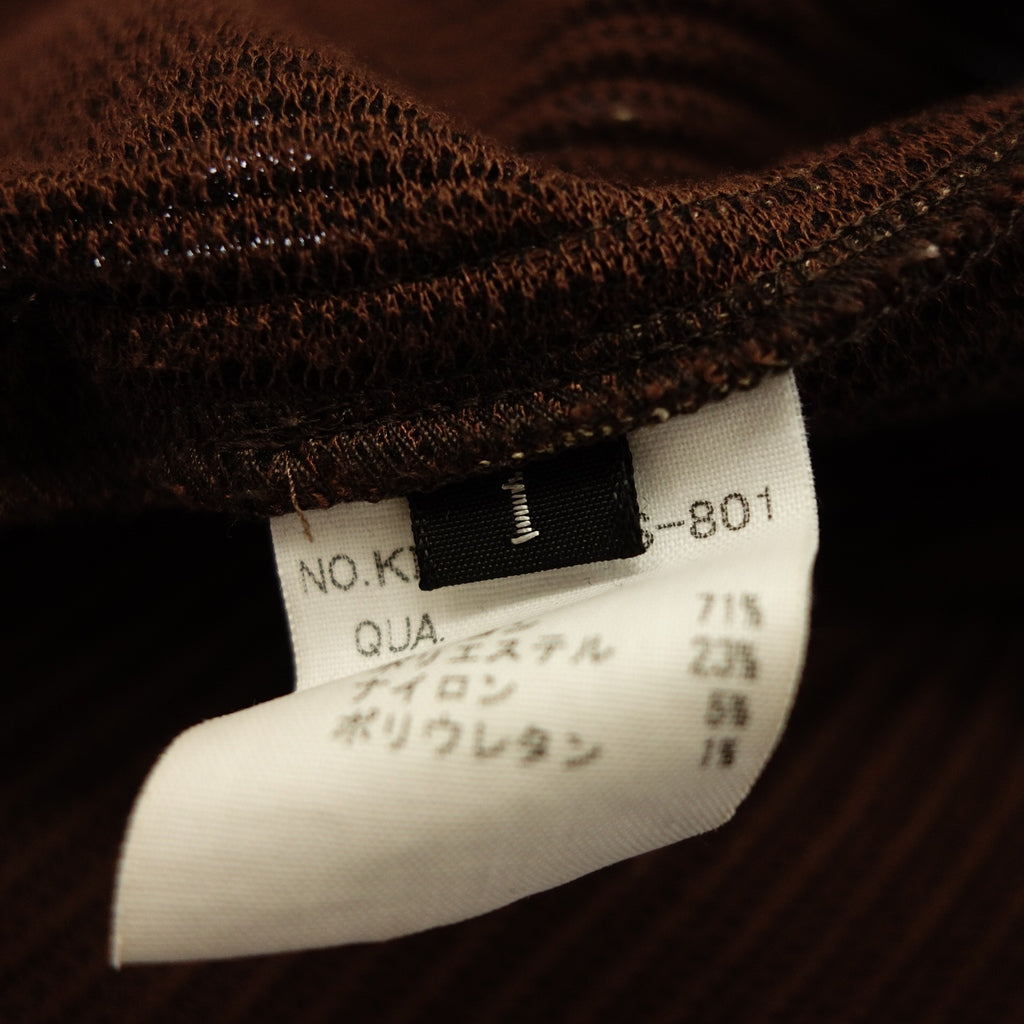 1
NO.K S-801
QUA.
ン 71%
ポリエステル 23%
ナイロン 5%
ポリウレタン 1%